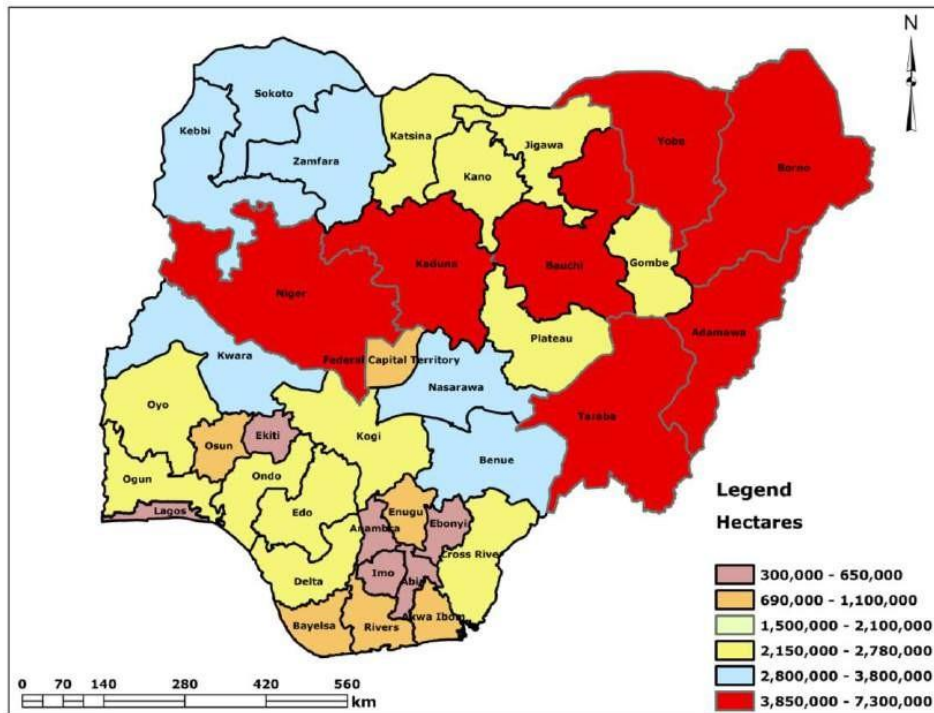 N
Sokoto
Kebbi
Zamfara
Katsina
Kano
Jigawa
Yobe
Borno
Niger
Kaduna
Bauchi
Gombe
Adamawa
Plateau
Federal Capital Territory
Kwara
Nasarawa
Taraba
Oyo
Osun
Ekiti
Kogi
Benue
Ogun
Ondo
Edo
Lagos
Enugu
Anambra
Ebonyi
Cross River
Imo
Abia
Delta
Bayelsa
Rivers
Akwa Ibom
Legend
Hectares
300,000 - 650,000
690,000 - 1,100,000
1,500,000 - 2,100,000
2,150,000 - 2,780,000
2,800,000 - 3,800,000
3,850,000 - 7,300,000
0 70 140 280 420 560
km